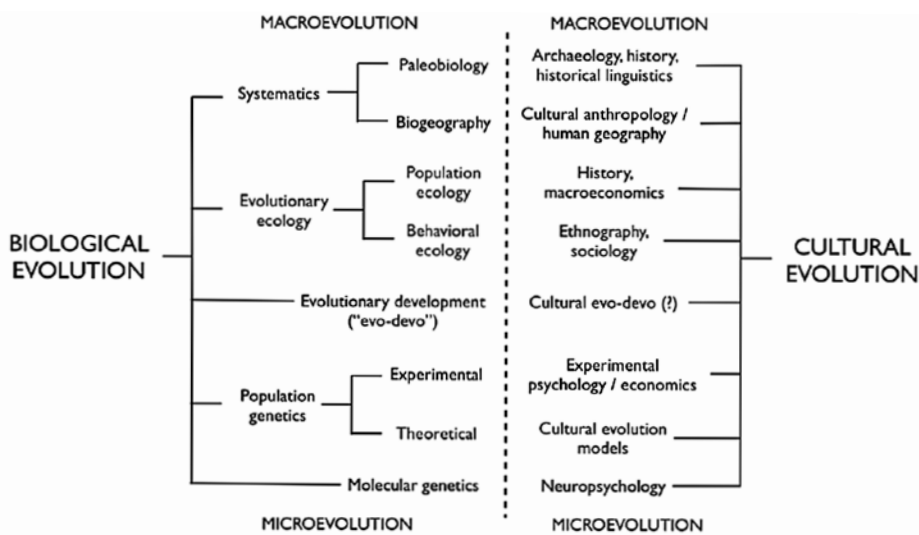 MACROEVOLUTION
MACROEVOLUTION
Paleobiology
Systematics
Biogeography
Population
ecology
Evolutionary
ecology
Behavioral
ecology
BIOLOGICAL
EVOLUTION
Evolutionary development
("evo-devo")
Experimental
Population
genetics
Theoretical
Molecular genetics
MICROEVOLUTION
Archaeology, history,
historical linguistics
Cultural anthropology /
human geography
History,
macroeconomics
Ethnography,
sociology
CULTURAL
EVOLUTION
Cultural evo-devo (?)
Experimental
psychology / economics
Cultural evolution
models
Neuropsychology
MICROEVOLUTION